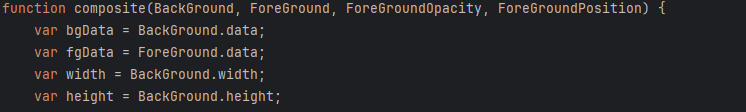 function composite(BackGround, ForeGround, ForeGroundOpacity, ForeGroundPosition) {
    var bgData = BackGround.data;
    var fgData = ForeGround.data;
    var width = BackGround.width;
    var height = BackGround.height;